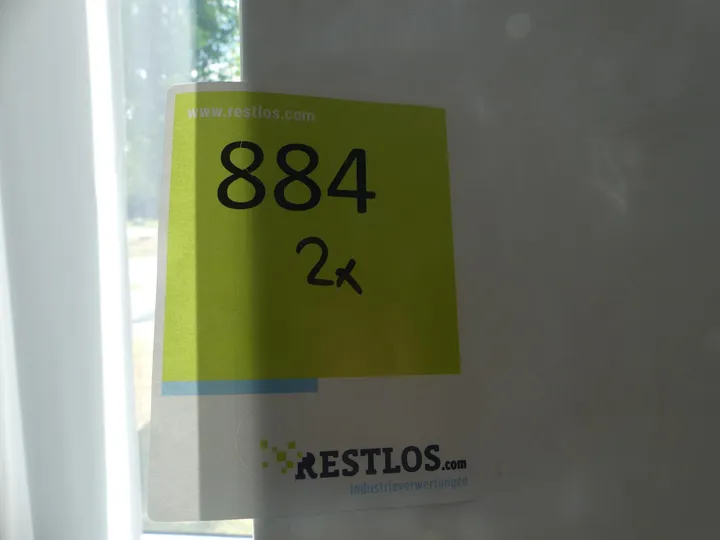 www.restlos.com
884
2x
RESTLOS.com
industrieverwertungen